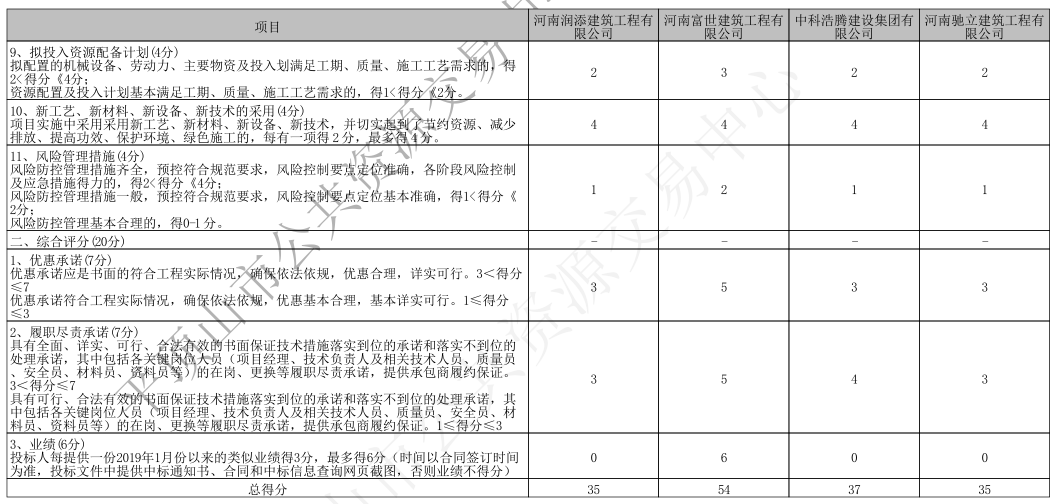 项目
河南润添建筑工程有
限公司
河南富世建筑工程有
限公司
中科浩腾建设集团有
限公司
河南驰立建筑工程有
限公司
9、拟投入资源配备计划(4分)
拟配置的机械设备、劳动力、主要物资及投入划满足工期、质量、施工工艺需求的，得
2<得分《4分；
资源配置及投入计划基本满足工期、质量、施工工艺需求的，得1<得分《2分。
2
3
2
2
10、新工艺、新材料、新设备、新技术的采用(4分)
项目实施中采用采用新工艺、新材料、新设备、新技术，并切实起到了节约资源、减少
排放、提高功效、保护环境、绿色施工的，每有一项得 2 分，最多得 4 分。
4
4
4
4
11、风险管理措施(4分)
风险防控管理措施齐全，预控符合规范要求，风险控制要点定位准确，各阶段风险控制
及应急措施得力的，得2<得分《4分；
风险防控管理措施一般，预控符合规范要求，风险控制要点定位基本准确，得1<得分《
2分；
风险防控管理基本合理的，得0-1 分。
1
2
1
1
二、综合评分(20分)
-
-
-
-
1、优惠承诺(7分)
优惠承诺应是书面的符合工程实际情况，确保依法依规，优惠合理，详实可行。3＜得分
≤7
优惠承诺符合工程实际情况，确保依法依规，优惠基本合理，基本详实可行。1≤得分
≤3
3
5
3
3
2、履职尽责承诺(7分)
具有全面、详实、可行、合法有效的书面保证技术措施落实到位的承诺和落实不到位的
处理承诺，其中包括各关键岗位人员（项目经理、技术负责人及相关技术人员、质量员
、安全员、材料员、资料员等）的在岗、更换等履职尽责承诺，提供承包商履约保证。
3＜得分≤7
具有可行、合法有效的书面保证技术措施落实到位的承诺和落实不到位的处理承诺，其
中包括各关键岗位人员（项目经理、技术负责人及相关技术人员、质量员、安全员、材
料员、资料员等）的在岗、更换等履职尽责承诺，提供承包商履约保证。1≤得分≤3
3
5
4
3
3、业绩(6分)
投标人每提供一份2019年1月份以来的类似业绩得3分，最多得6分（时间以合同签订时间
为准，投标文件中提供中标通知书、合同和中标信息查询网页截图，否则业绩不得分）
0
6
0
0
总得分
35
54
37
35
平顶山市公共资源交易中
山市公共资源交易中心